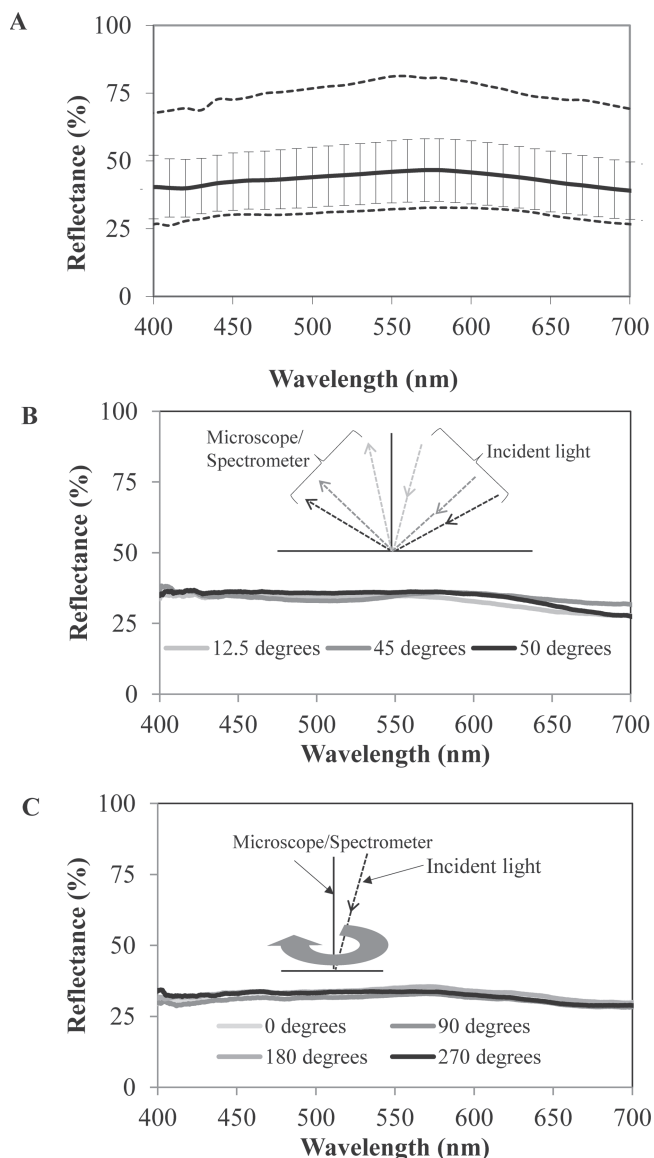 A
100
75
50
25
0
Reflectance (%)
400 450 500 550 600 650 700
Wavelength (nm)
B
100
75
50
25
0
Reflectance (%)
Microscope/
Spectrometer
Incident light
12.5 degrees 45 degrees 50 degrees
400 450 500 550 600 650 700
Wavelength (nm)
C
100
75
50
25
0
Reflectance (%)
Microscope/Spectrometer
Incident light
0 degrees 90 degrees
180 degrees 270 degrees
400 450 500 550 600 650 700
Wavelength (nm)